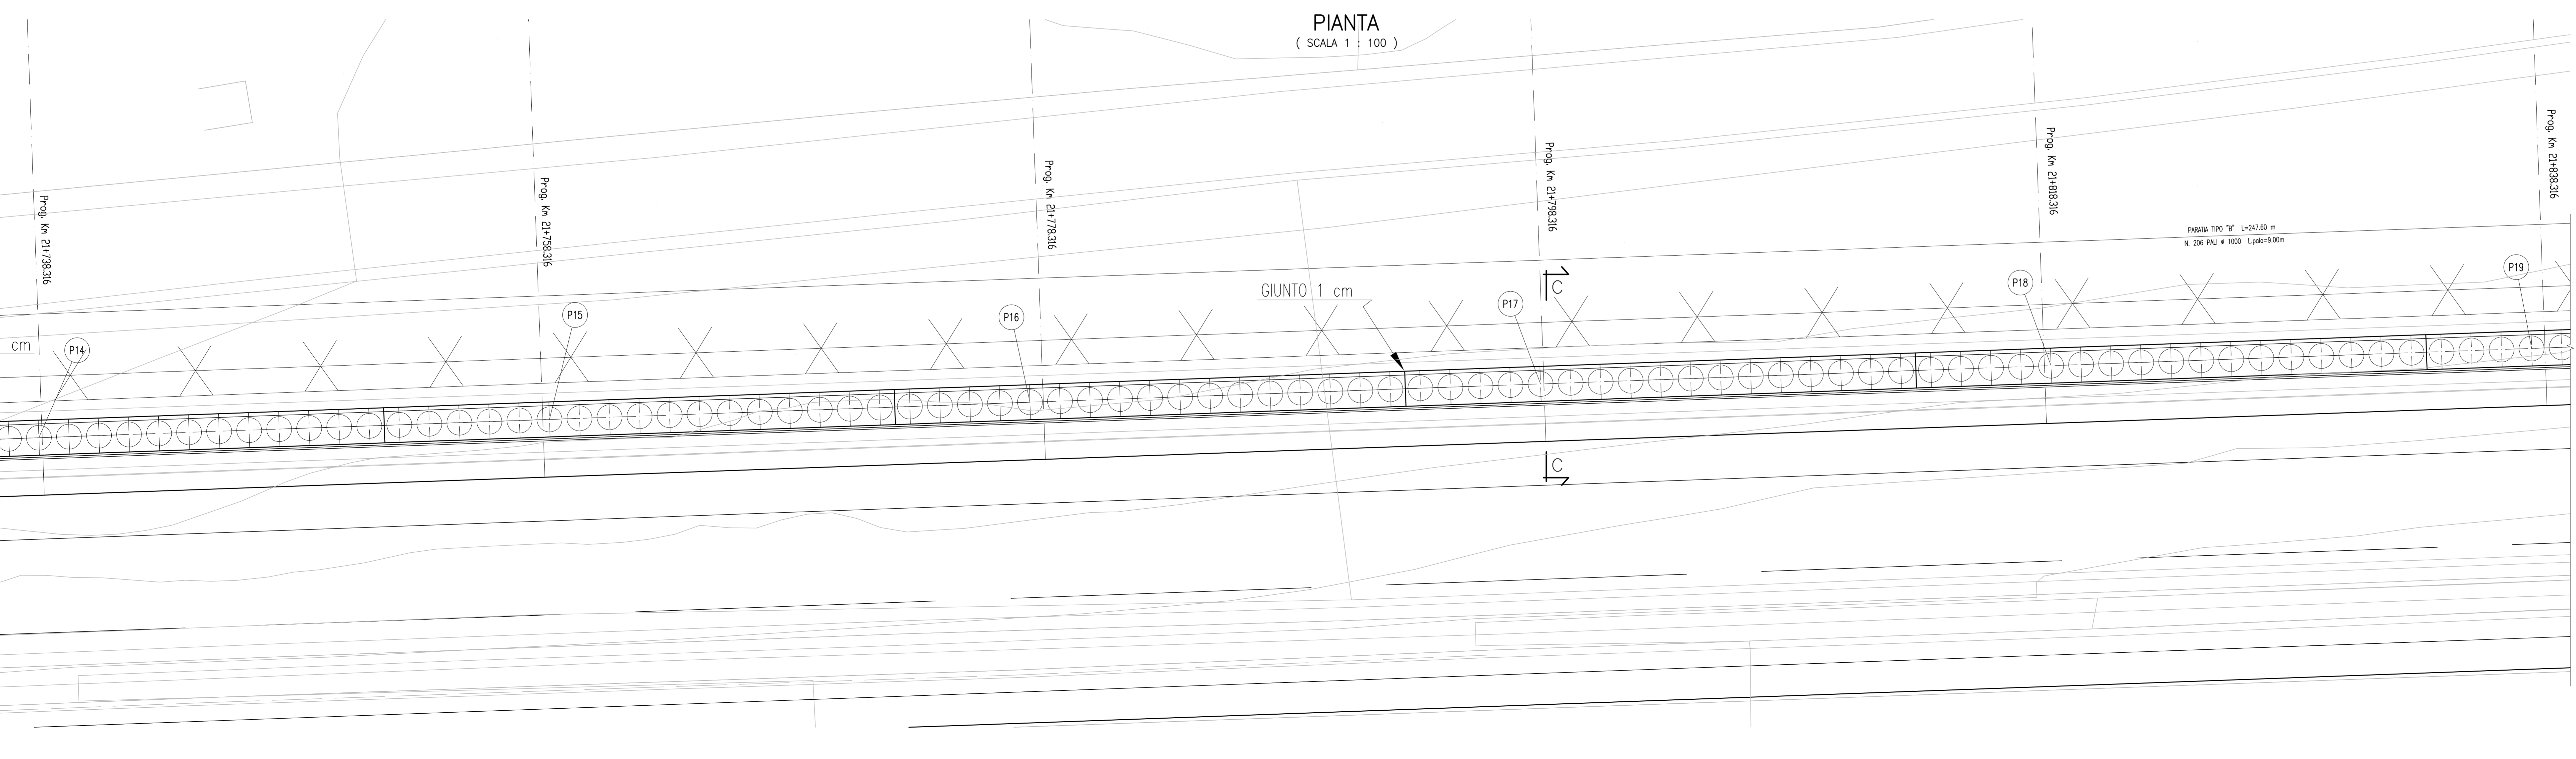 PIANTA
( SCALA 1 : 100 )
Prog. Km 21+738.316
Prog. Km 21+758.316
Prog. Km 21+778.316
Prog. Km 21+798.316
Prog. Km 21+818.316
Prog. Km 21+838.316
PARATIA TIPO "B" L=247.60 m
N. 206 PALI ø 1000 L.palo=9.00m
cm
P14
P15
P16
GIUNTO 1 cm
P17
C
P18
P19
C